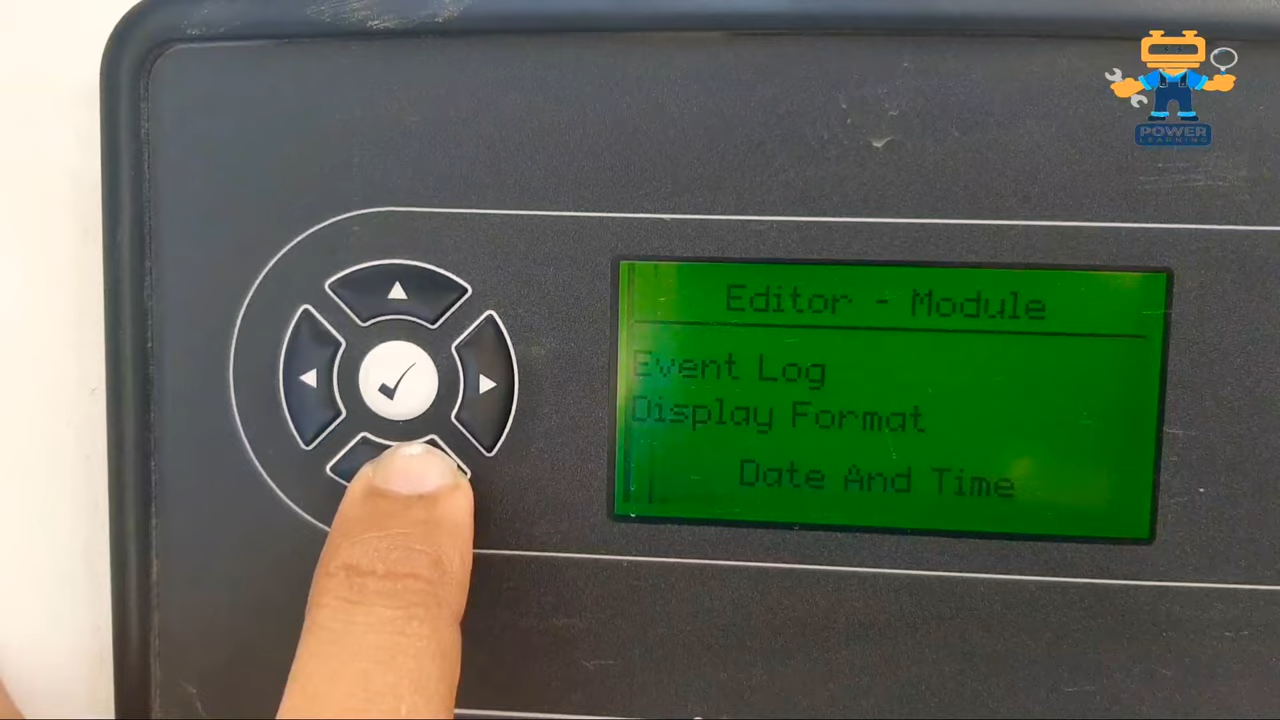 POWER
LEARNING
Editor - Module
Event Log
Display Format
Date And Time